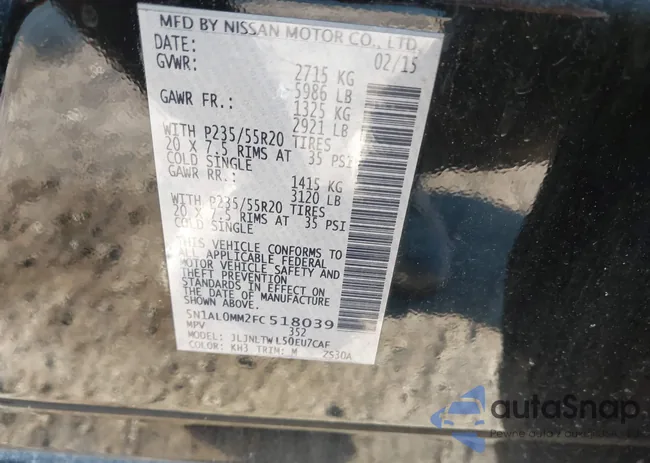 MFD BY NISSAN MOTOR CO., LTD.
DATE: 02/15
GVWR: 2715 KG
5986 LB
GAWR FR.: 1325 KG
2921 LB
WITH P235/55R20 TIRES
20 X 7.5 RIMS AT 35 PSI
COLD SINGLE
GAWR RR.: 1415 KG
3120 LB
WITH P235/55R20 TIRES
20 X 7.5 RIMS AT 35 PSI
COLD SINGLE
THIS VEHICLE CONFORMS TO
ALL APPLICABLE FEDERAL
MOTOR VEHICLE SAFETY AND
THEFT PREVENTION
STANDARDS IN EFFECT ON
THE DATE OF MANUFACTURE
SHOWN ABOVE.
5N1AL0MM2FC518039
MPV 352
MODEL: JLJNLTWL50EU7CAF
COLOR: KH3 TRIM: M ZS30A
autaSnap